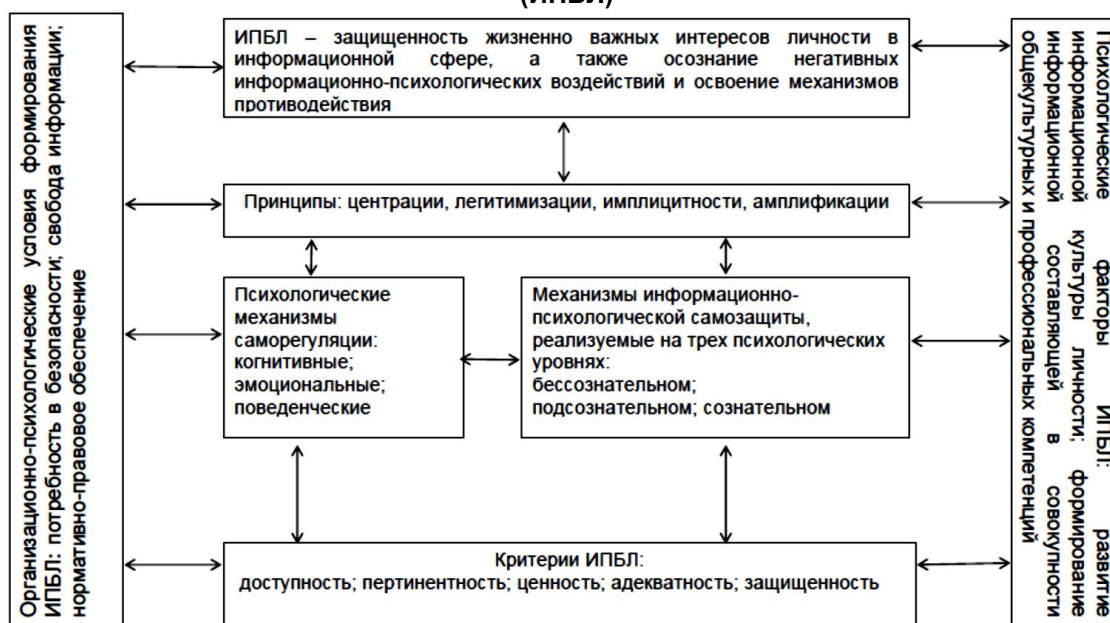 (ИПБЛ)
Организационно-психологические условия формирования
ИПБЛ: потребность в безопасности; свобода информации;
нормативно-правовое обеспечение
ИПБЛ – защищенность жизненно важных интересов личности в
информационной сфере, а также осознание негативных
информационно-психологических воздействий и освоение механизмов
противодействия
Принципы: центрации, легитимизации, имплицитности, амплификации
Психологические
механизмы
саморегуляции:
когнитивные;
эмоциональные;
поведенческие
Механизмы информационно-
психологической самозащиты,
реализуемые на трех психологических
уровнях:
бессознательном;
подсознательном; сознательном
Критерии ИПБЛ:
доступность; пертинентность; ценность; адекватность; защищенность
Психологические факторы ИПБЛ: развитие
информационной культуры личности; формирование
информационной составляющей в совокупности
общекультурных и профессиональных компетенций